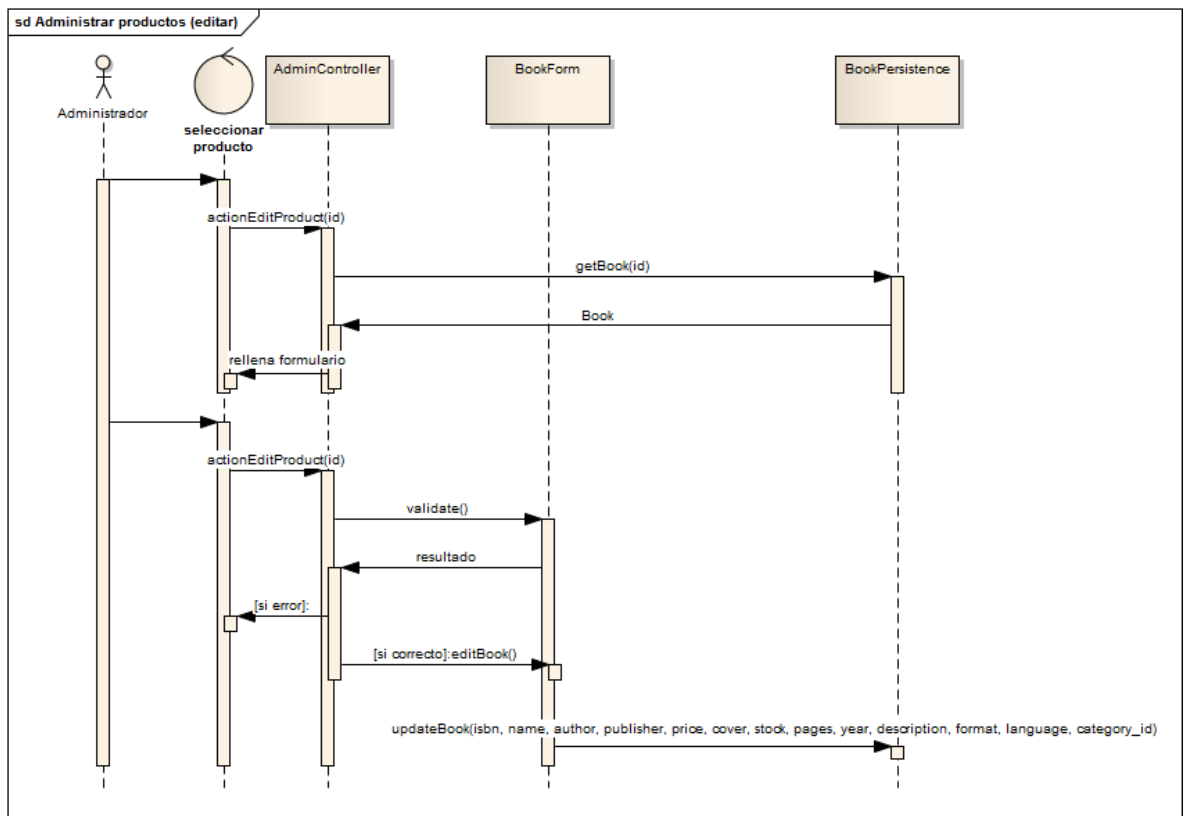 sd Administrar productos (editar)
Administrador
seleccionar
producto
AdminController
BookForm
BookPersistence
actionEditProduct(id)
getBook(id)
Book
rellena formulario
actionEditProduct(id)
validate()
resultado
[si error]:
[si correcto]:editBook()
updateBook(isbn, name, author, publisher, price, cover, stock, pages, year, description, format, language, category_id)